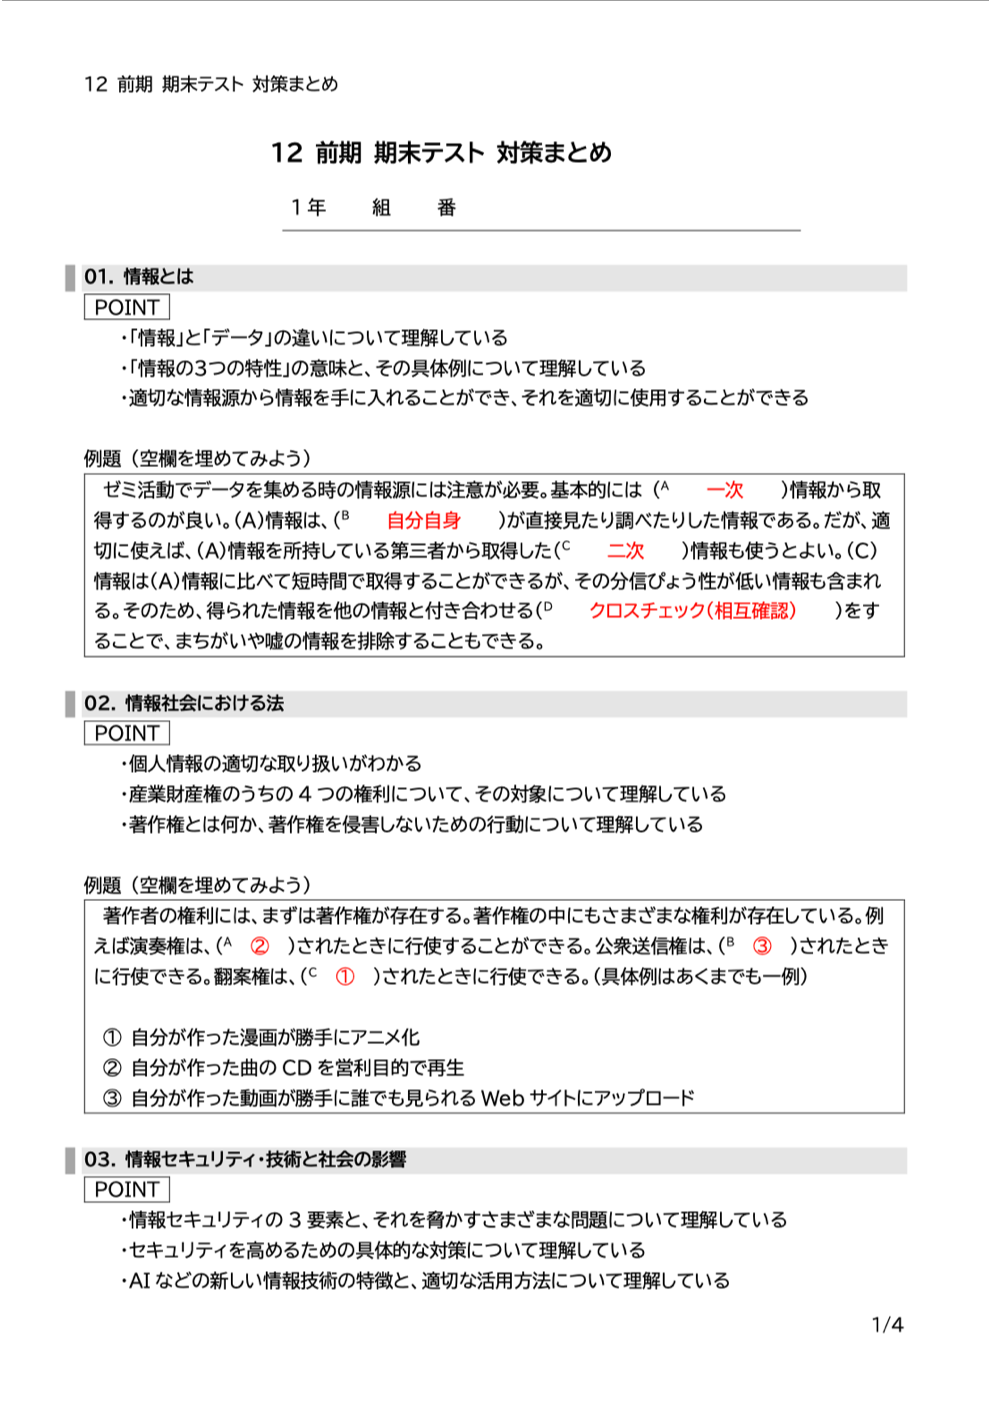 12 前期 期末テスト 対策まとめ
12 前期 期末テスト 対策まとめ
1年 組 番
01. 情報とは
POINT
・「情報」と「データ」の違いについて理解している
・「情報の3つの特性」の意味と、その具体例について理解している
・適切な情報源から情報を手に入れることができ、それを適切に使用することができる
例題（空欄を埋めてみよう）
ゼミ活動でデータを集める時の情報源には注意が必要。基本的には（A 一次 ）情報から取
得するのが良い。（A）情報は、（B 自分自身 ）が直接見たり調べたりした情報である。だが、適
切に使えば、（A）情報を所持している第三者から取得した（C 二次 ）情報も使うとよい。（C）
情報は（A）情報に比べて短時間で取得することができるが、その分信ぴょう性が低い情報も含まれ
る。そのため、得られた情報を他の情報と付き合わせる（D クロスチェック（相互確認） ）をす
ることで、まちがいや嘘の情報を排除することもできる。
02. 情報社会における法
POINT
・個人情報の適切な取り扱いがわかる
・産業財産権のうちの 4 つの権利について、その対象について理解している
・著作権とは何か、著作権を侵害しないための行動について理解している
例題（空欄を埋めてみよう）
著作者の権利には、まずは著作権が存在する。著作権の中にもさまざまな権利が存在している。例
えば演奏権は、（A ② ）されたときに行使することができる。公衆送信権は、（B ③ ）されたとき
に行使できる。翻案権は、（C ① ）されたときに行使できる。（具体例はあくまでも一例）
① 自分が作った漫画が勝手にアニメ化
② 自分が作った曲の CD を営利目的で再生
③ 自分が作った動画が勝手に誰でも見られる Web サイトにアップロード
03. 情報セキュリティ・技術と社会の影響
POINT
・情報セキュリティの 3 要素と、それを脅かすさまざまな問題について理解している
・セキュリティを高めるための具体的な対策について理解している
・AI などの新しい情報技術の特徴と、適切な活用方法について理解している
1/4